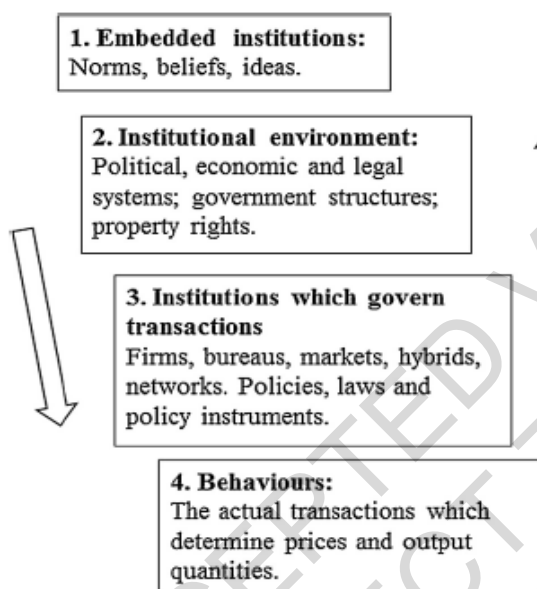 1. Embedded institutions:
Norms, beliefs, ideas.
2. Institutional environment:
Political, economic and legal
systems; government structures;
property rights.
3. Institutions which govern
transactions
Firms, bureaus, markets, hybrids,
networks. Policies, laws and
policy instruments.
4. Behaviours:
The actual transactions which
determine prices and output
quantities.